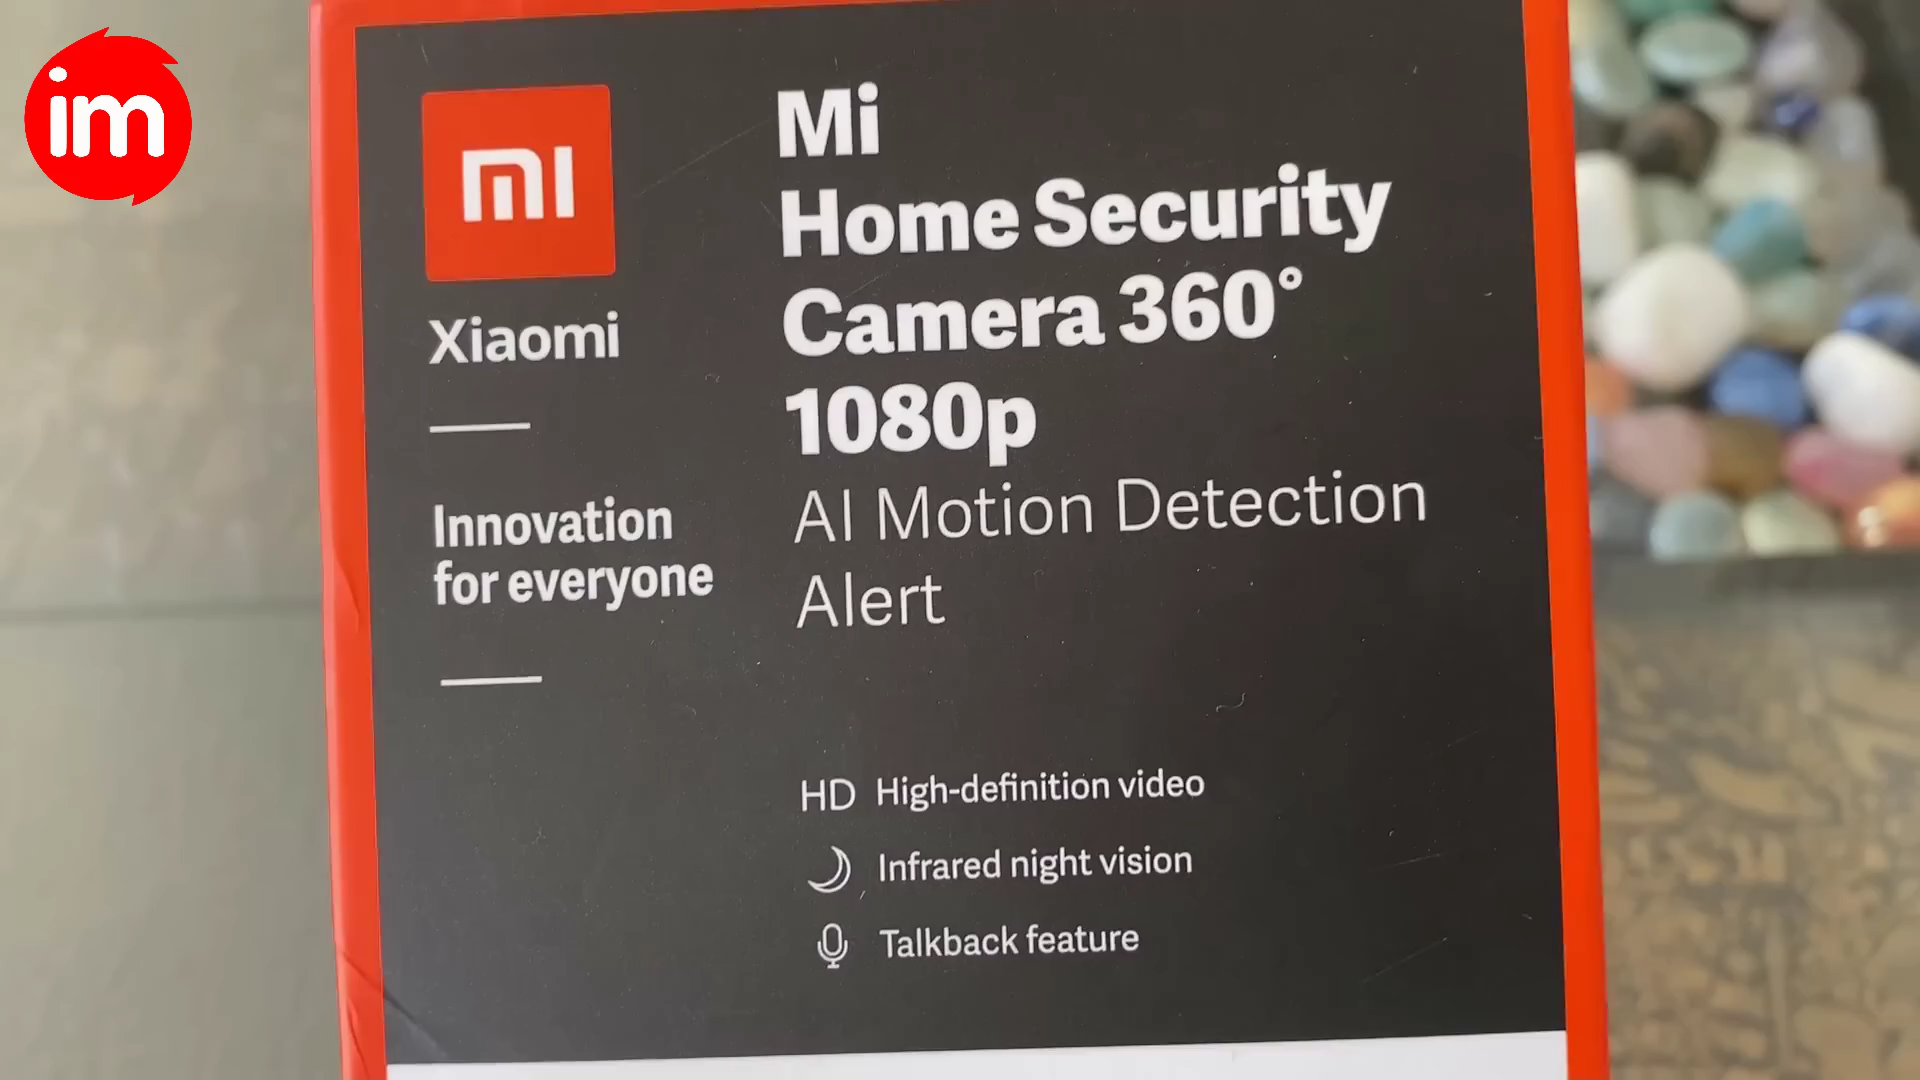 im
mi
Xiaomi
Innovation
for everyone
Mi
Home Security
Camera 360°
1080p
AI Motion Detection
Alert
HD High-definition video
Infrared night vision
Talkback feature